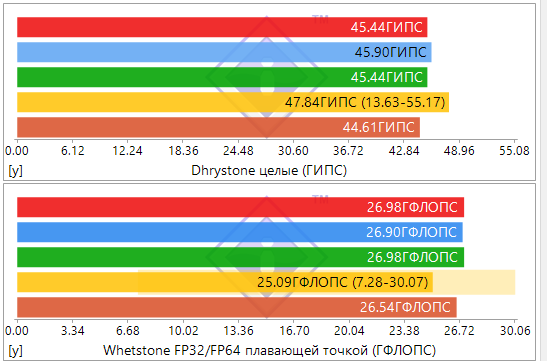 TM
45.44ГИПС
45.90ГИПС
45.44ГИПС
47.84ГИПС (13.63-55.17)
44.61ГИПС
0.00 6.12 12.24 18.36 24.48 30.60 36.72 42.84 48.96 55.08
[y] Dhrystone целые (ГИПС)
TM
26.98ГФЛОПС
26.90ГФЛОПС
26.98ГФЛОПС
25.09ГФЛОПС (7.28-30.07)
26.54ГФЛОПС
0.00 3.34 6.68 10.02 13.36 16.70 20.04 23.38 26.72 30.06
[y] Whetstone FP32/FP64 плавающей точкой (ГФЛОПС)